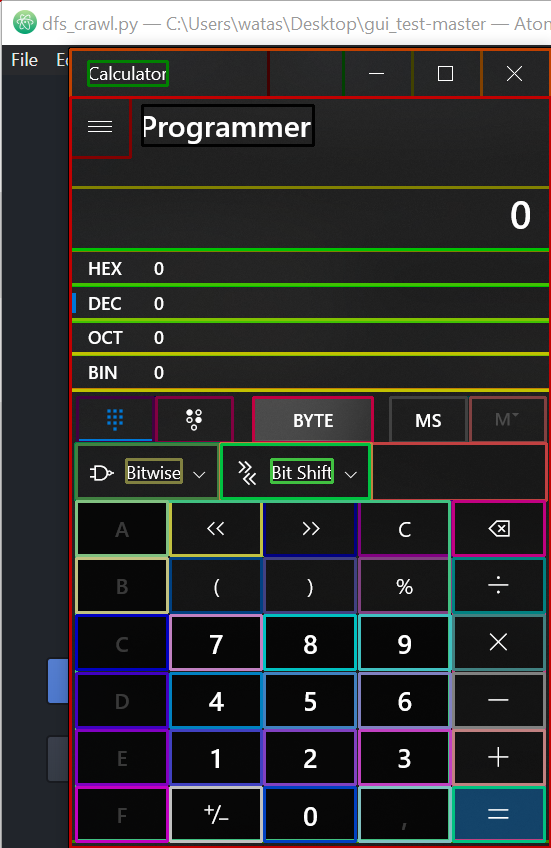 dfs_crawl.py — C:\Users\watas\Desktop\gui_test-master — Atom
File
Calculator
Programmer
0
HEX 0
DEC 0
OCT 0
BIN 0
BYTE MS M
Bitwise Bit Shift
A << >> C
B ( ) % ÷
C 7 8 9 ×
D 4 5 6 −
E 1 2 3 +
F +/− 0 , =